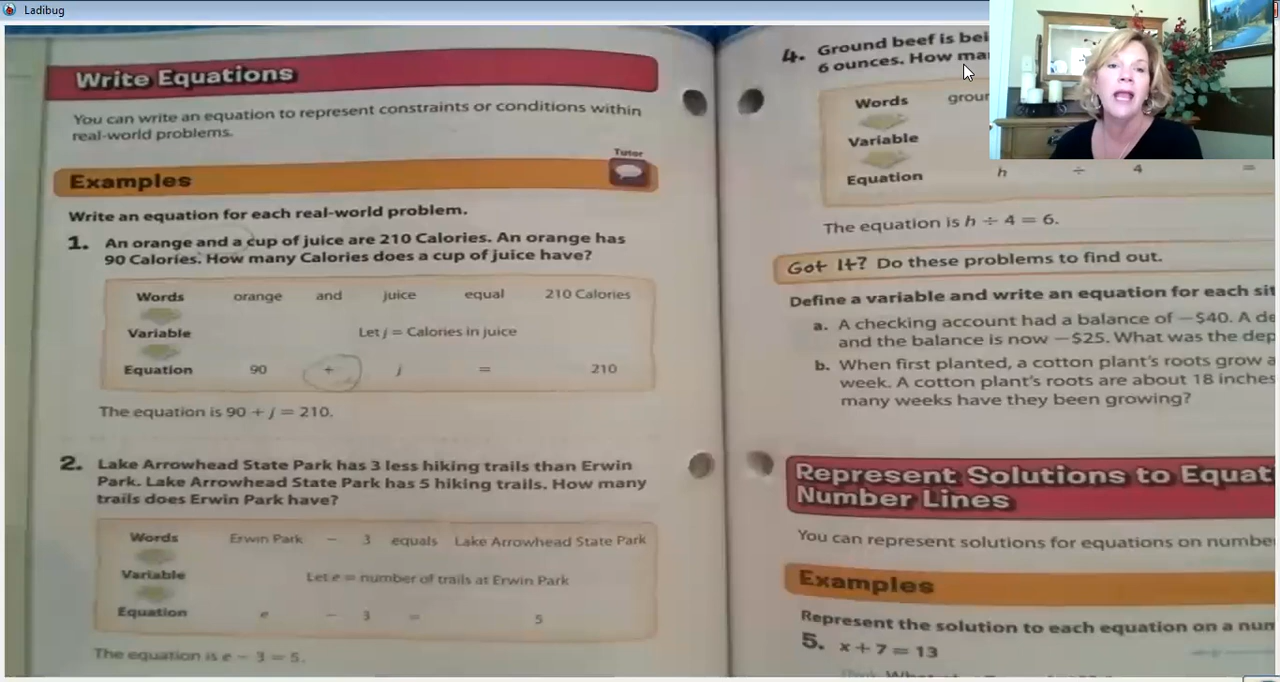 Ladibug
Write Equations
You can write an equation to represent constraints or conditions within
real-world problems.
Tutor
Examples
Write an equation for each real-world problem.
1. An orange and a cup of juice are 210 Calories. An orange has
90 Calories. How many Calories does a cup of juice have?
Words orange and juice equal 210 Calories
Variable Let j = Calories in juice
Equation 90 + j = 210
The equation is 90 + j = 210.
2. Lake Arrowhead State Park has 3 less hiking trails than Erwin
Park. Lake Arrowhead State Park has 5 hiking trails. How many
trails does Erwin Park have?
Words Erwin Park − 3 equals Lake Arrowhead State Park
Variable Let e = number of trails at Erwin Park
Equation e − 3 = 5
The equation is e − 3 = 5.
4. Ground beef is bei
6 ounces. How ma
Words grour
Variable
Equation h ÷ 4 =
The equation is h ÷ 4 = 6.
Got It? Do these problems to find out.
Define a variable and write an equation for each sit
a. A checking account had a balance of −$40. A de
and the balance is now −$25. What was the dep
b. When first planted, a cotton plant's roots grow a
week. A cotton plant's roots are about 18 inches
many weeks have they been growing?
Represent Solutions to Equat
Number Lines
You can represent solutions for equations on numbe
Examples
Represent the solution to each equation on a num
5. x + 7 = 13